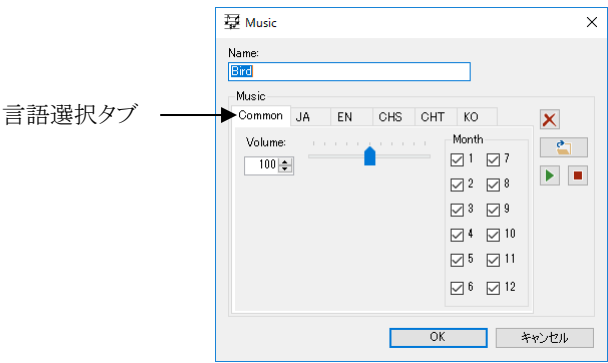 Music
Name:
Bird
Music
言語選択タブ
Common JA EN CHS CHT KO
Volume:
100
Month
1 7
2 8
3 9
4 10
5 11
6 12
OK キャンセル